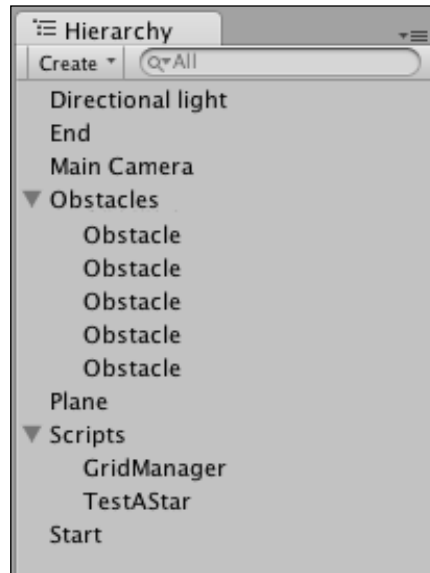 Hierarchy
Create All
Directional light
End
Main Camera
Obstacles
Obstacle
Obstacle
Obstacle
Obstacle
Obstacle
Plane
Scripts
GridManager
TestAStar
Start